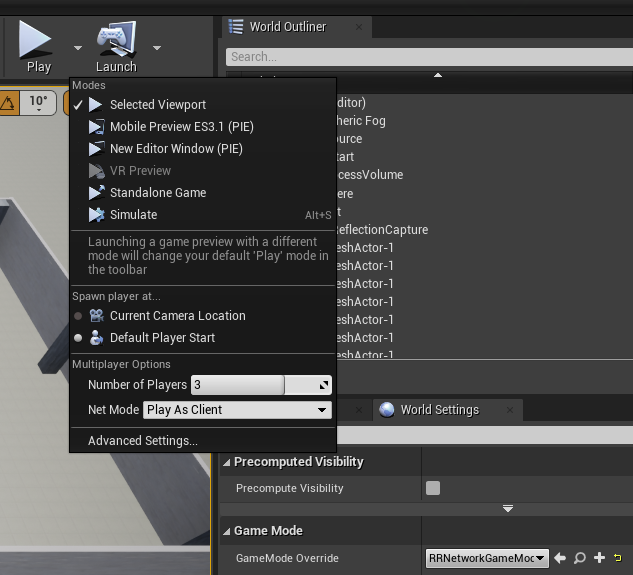 World Outliner
Play
Launch
Search...
10°
Modes
Selected Viewport
Mobile Preview ES3.1 (PIE)
New Editor Window (PIE)
VR Preview
Standalone Game
Simulate Alt+S
Launching a game preview with a different
mode will change your default 'Play' mode in
the toolbar
Spawn player at...
Current Camera Location
Default Player Start
Multiplayer Options
Number of Players 3
Net Mode Play As Client
Advanced Settings...
ditor)
heric Fog
ource
tart
ocessVolume
ere
t
eflectionCapture
eshActor-1
eshActor-1
eshActor-1
eshActor-1
eshActor-1
eshActor-1
eshActor-1
World Settings
Precomputed Visibility
Precompute Visibility
Game Mode
GameMode Override RRNetworkGameMod